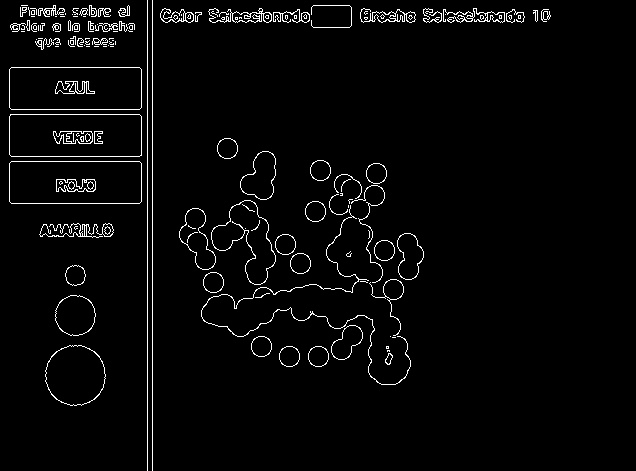 Parate sobre el
color o la brocha
que desees
Color Seleccionado
Brocha Seleccionada 10
AZUL
VERDE
ROJO
AMARILLO